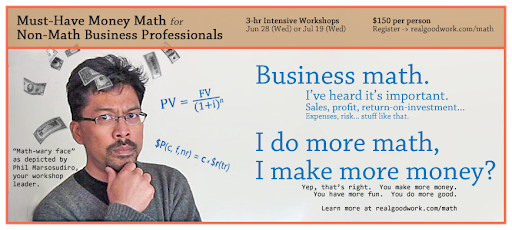 Must-Have Money Math for
Non-Math Business Professionals
3-hr Intensive Workshops
Jun 28 (Wed) or Jul 19 (Wed)
$150 per person
Register -> realgoodwork.com/math
PV = FV
(1+i)ⁿ
$P(c, f, nr) = c * $r(tr)
"Math-wary face"
as depicted by
Phil Marsosudiro,
your workshop
leader.
Business math.
I've heard it's important.
Sales, profit, return-on-investment...
Expenses, risk... stuff like that.
I do more math,
I make more money?
Yep, that's right. You make more money.
You have more fun. You do more good.
Learn more at realgoodwork.com/math